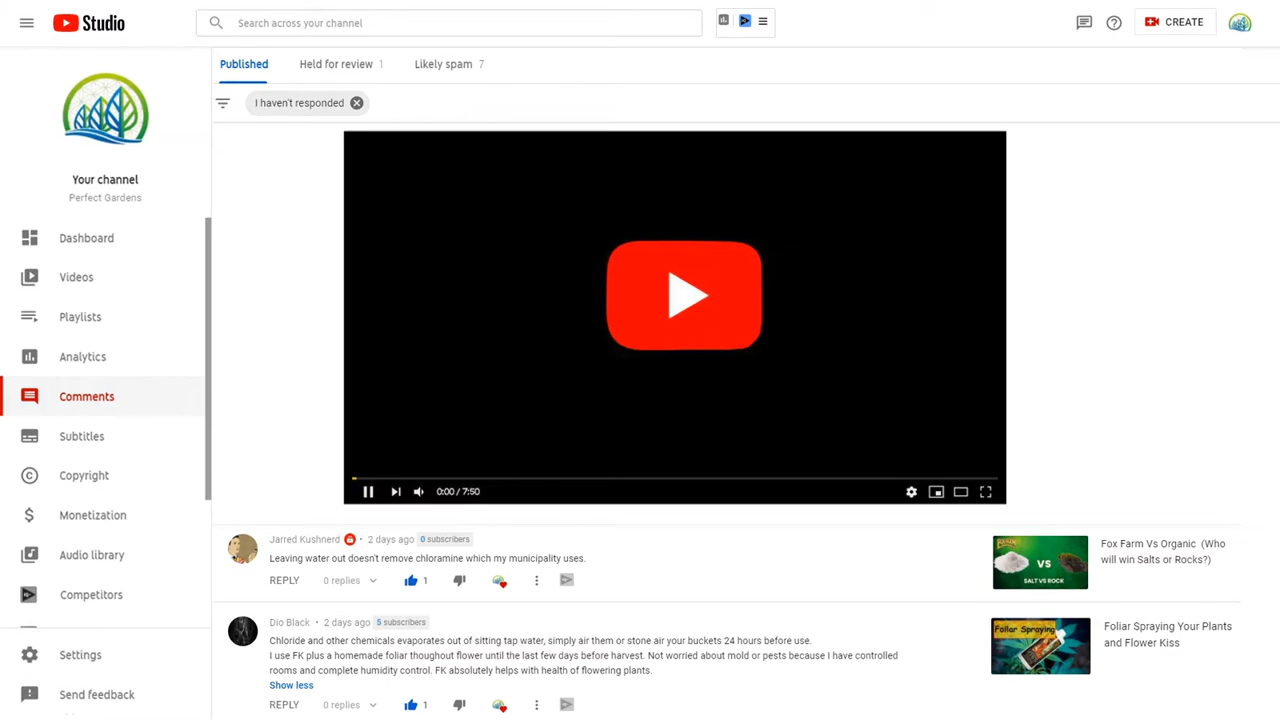 Studio
Search across your channel
CREATE
Published
Held for review 1
Likely spam 7
I haven't responded
Your channel
Perfect Gardens
Dashboard
Videos
Playlists
Analytics
Comments
Subtitles
Copyright
Monetization
Audio library
Competitors
Settings
Send feedback
0:00 / 7:50
Jarred Kushnerd • 2 days ago 0 subscribers
Leaving water out doesn't remove chloramine which my municipality uses.
REPLY 0 replies 1
VS
SALT VS ROCK
Fox Farm Vs Organic (Who
will win Salts or Rocks?)
Dio Black • 2 days ago 5 subscribers
Chloride and other chemicals evaporates out of sitting tap water, simply air them or stone air your buckets 24 hours before use.
I use FK plus a homemade foliar thoughout flower until the last few days before harvest. Not worried about mold or pests because I have controlled
rooms and complete humidity control. FK absolutely helps with health of flowering plants.
Show less
REPLY 0 replies 1
Foliar Spraying
Foliar Spraying Your Plants
and Flower Kiss